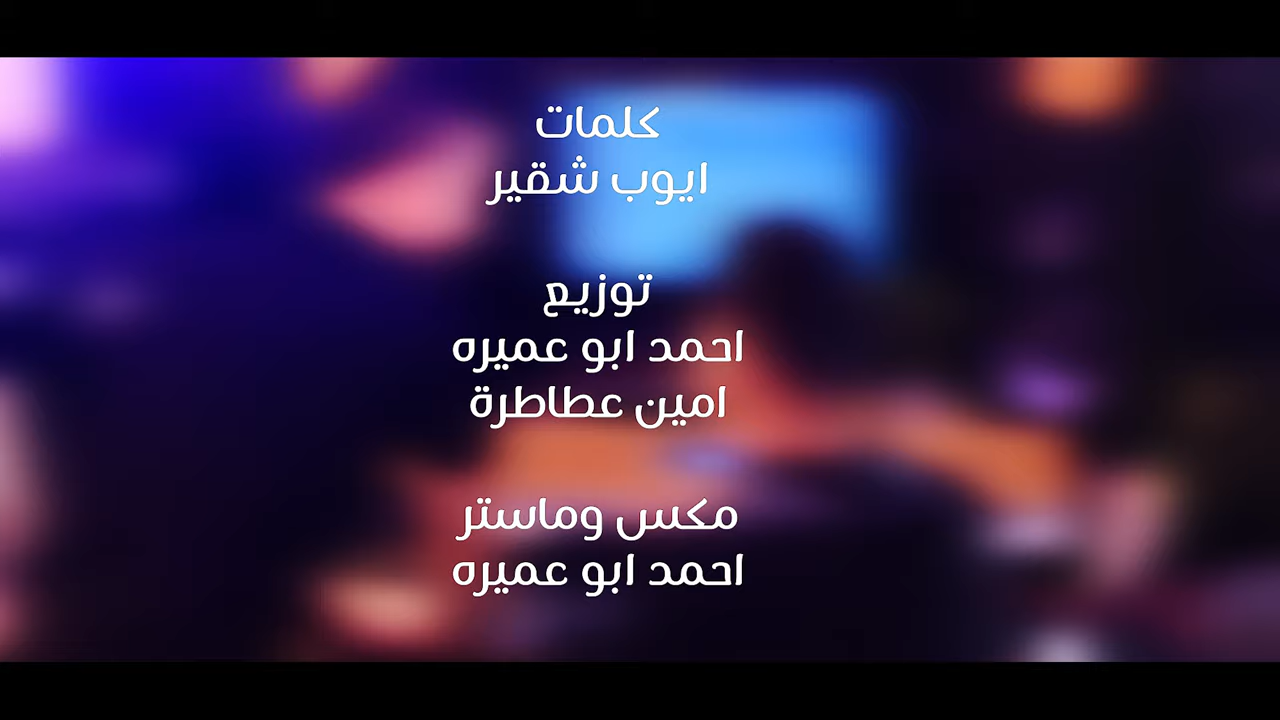 كلمات
ايوب شقير
توزيع
احمد ابو عميره
امين عطاطرة
مكس وماستر
احمد ابو عميره